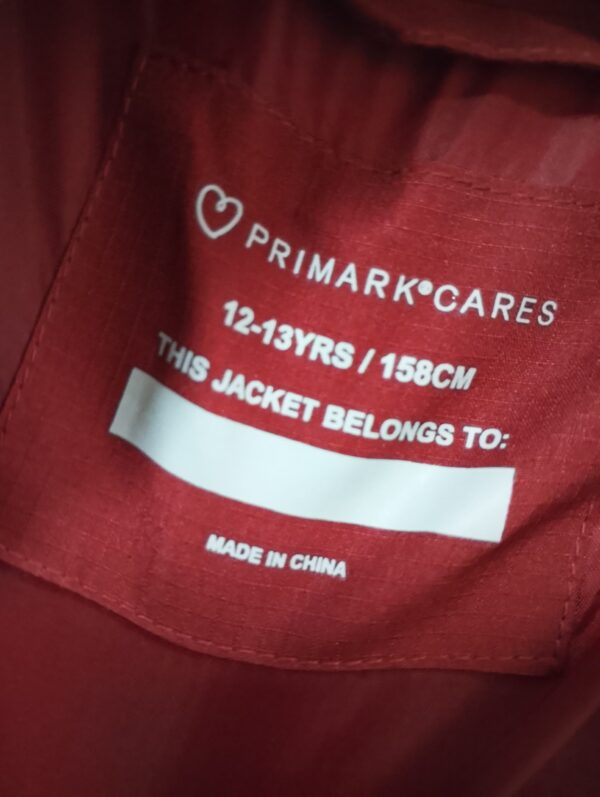 PRIMARK®CARES
12-13YRS / 158CM
THIS JACKET BELONGS TO:
MADE IN CHINA